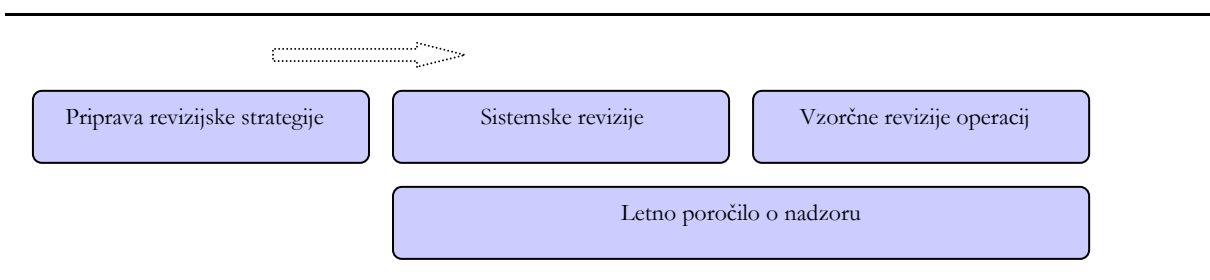 Priprava revizijske strategije
Sistemske revizije
Vzorčne revizije operacij
Letno poročilo o nadzoru